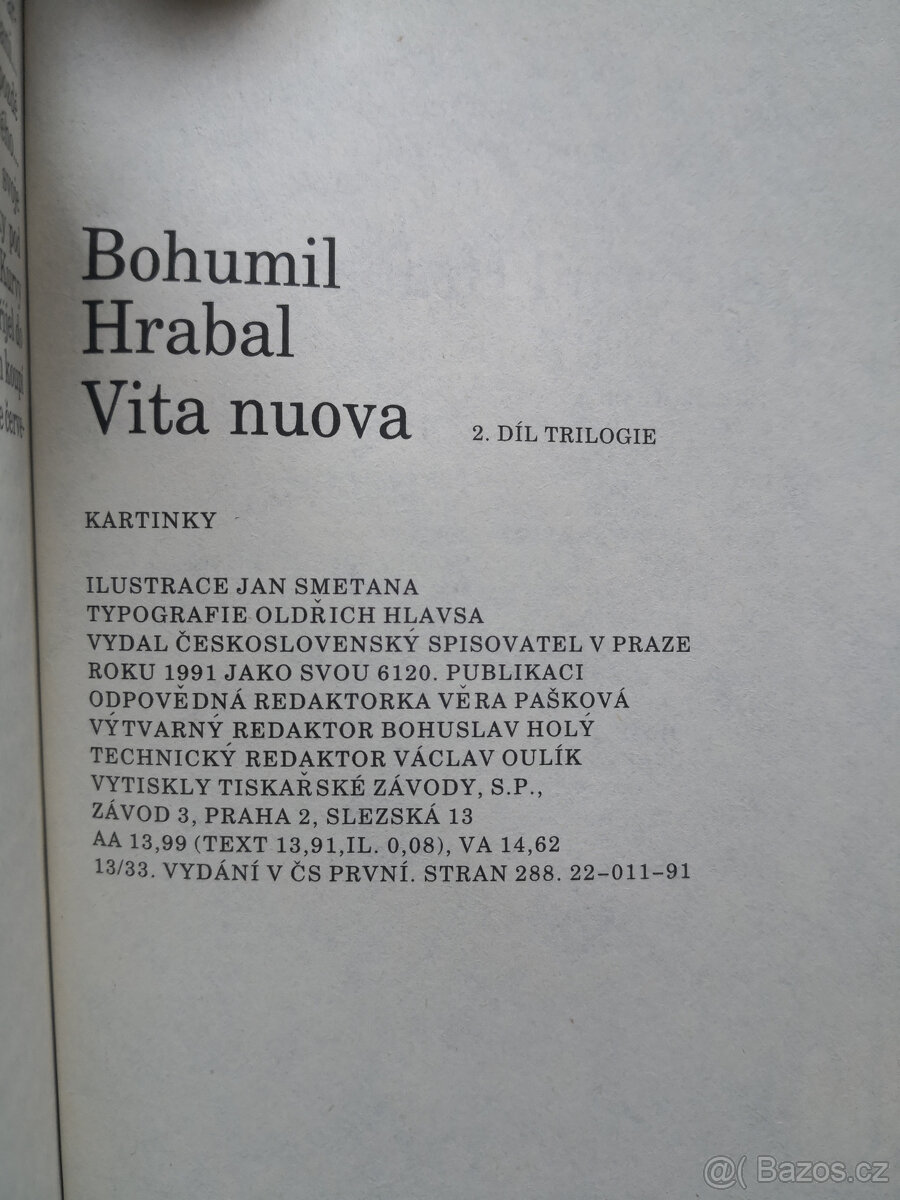 pod
koupi
Bohumil
Hrabal
Vita nuova 2. DÍL TRILOGIE
KARTINKY
ILUSTRACE JAN SMETANA
TYPOGRAFIE OLDŘICH HLAVSA
VYDAL ČESKOSLOVENSKÝ SPISOVATEL V PRAZE
ROKU 1991 JAKO SVOU 6120. PUBLIKACI
ODPOVĚDNÁ REDAKTORKA VĚRA PAŠKOVÁ
VÝTVARNÝ REDAKTOR BOHUSLAV HOLÝ
TECHNICKÝ REDAKTOR VÁCLAV OULÍK
VYTISKLY TISKAŘSKÉ ZÁVODY, S.P.,
ZÁVOD 3, PRAHA 2, SLEZSKÁ 13
AA 13,99 (TEXT 13,91,IL. 0,08), VA 14,62
13/33. VYDÁNÍ V ČS PRVNÍ. STRAN 288. 22-011-91
@( Bazos.cz